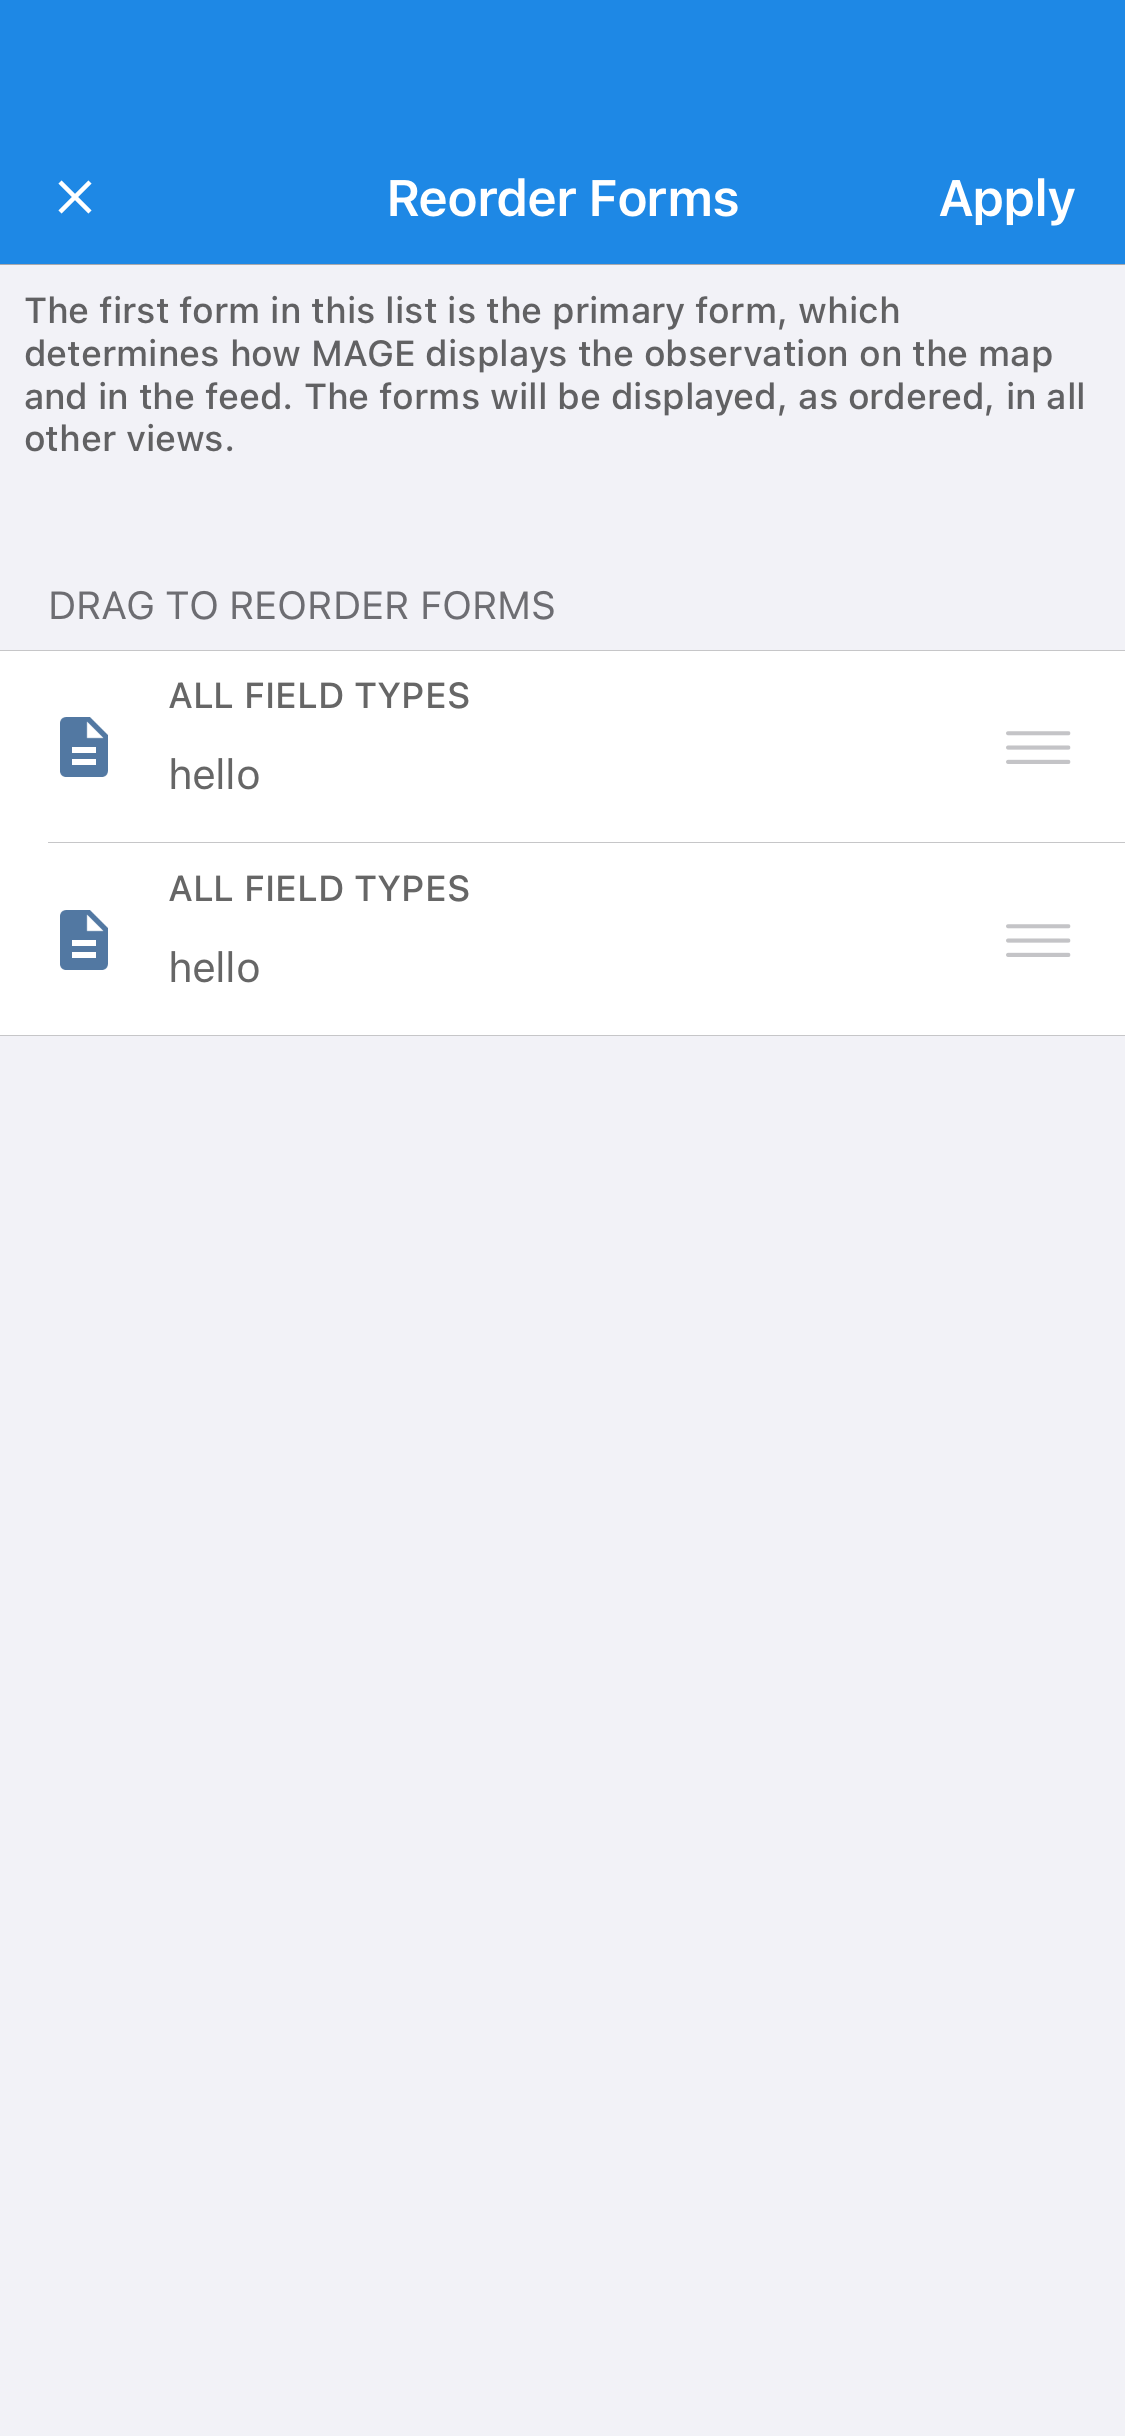 Reorder Forms
Apply
The first form in this list is the primary form, which
determines how MAGE displays the observation on the map
and in the feed. The forms will be displayed, as ordered, in all
other views.
DRAG TO REORDER FORMS
ALL FIELD TYPES
hello
ALL FIELD TYPES
hello